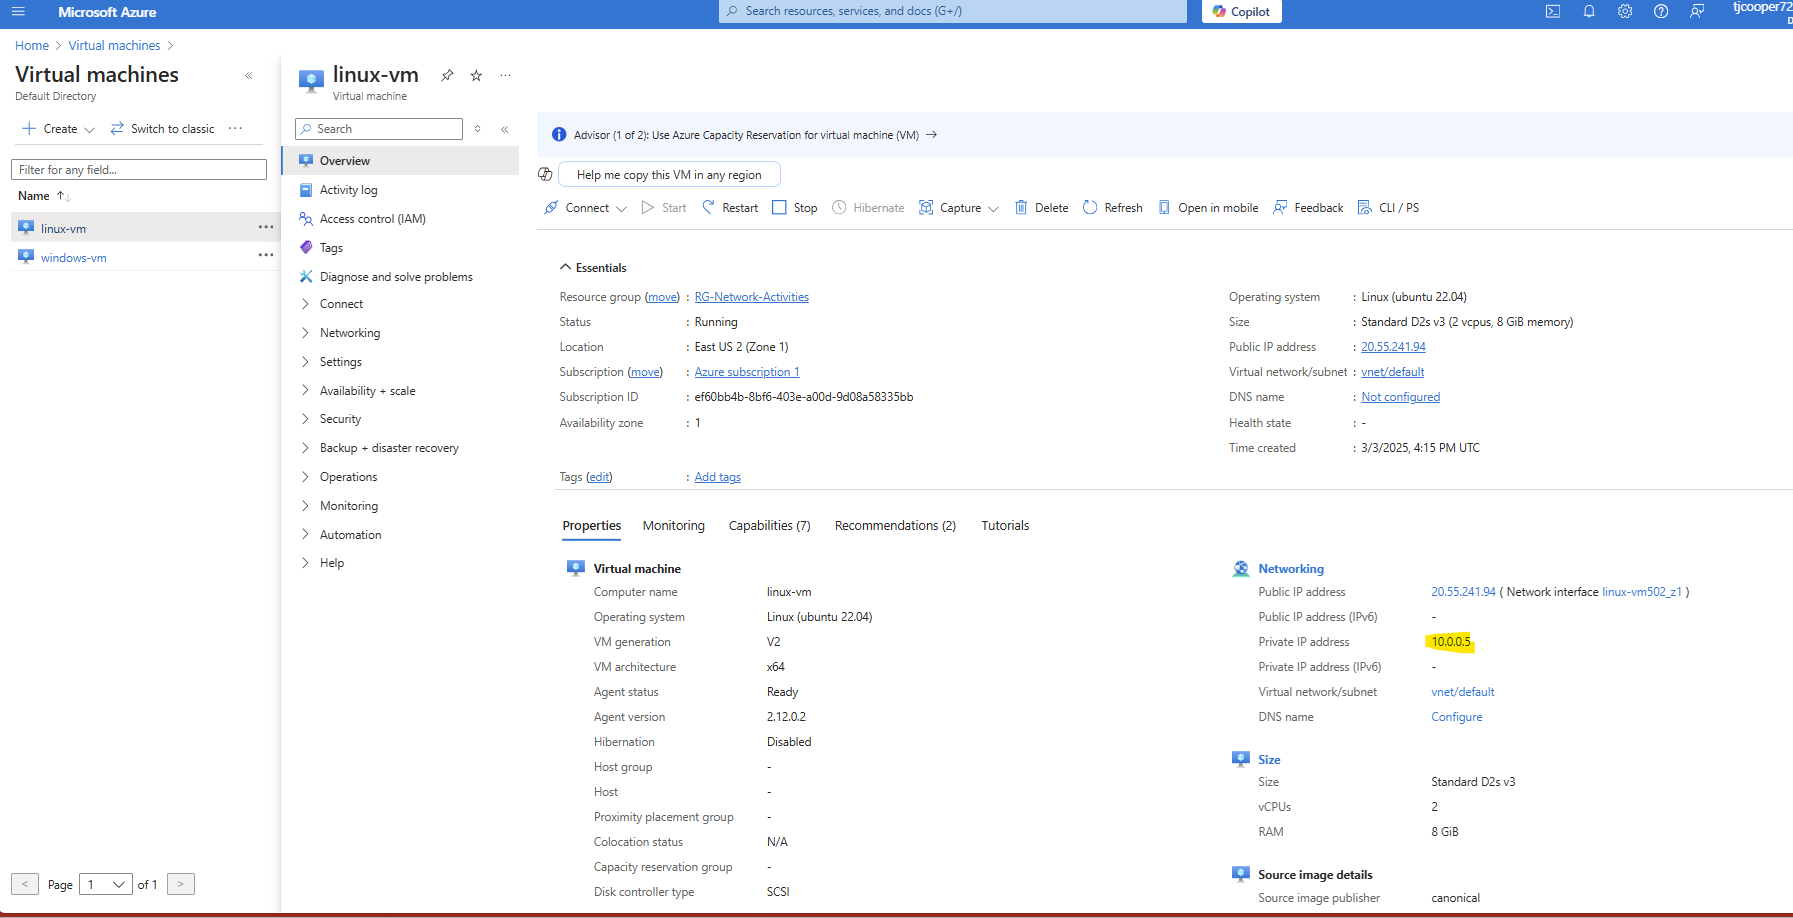 Microsoft Azure
Search resources, services, and docs (G+/)
Copilot
tjcooper72
Home > Virtual machines >
Virtual machines
Default Directory
Create
Switch to classic
Filter for any field...
Name
linux-vm
windows-vm
Page 1 of 1
linux-vm
Virtual machine
Search
Overview
Activity log
Access control (IAM)
Tags
Diagnose and solve problems
Connect
Networking
Settings
Availability + scale
Security
Backup + disaster recovery
Operations
Monitoring
Automation
Help
Advisor (1 of 2): Use Azure Capacity Reservation for virtual machine (VM) →
Help me copy this VM in any region
Connect Start Restart Stop Hibernate Capture Delete Refresh Open in mobile Feedback CLI / PS
Essentials
Resource group (move) : RG-Network-Activities
Status : Running
Location : East US 2 (Zone 1)
Subscription (move) : Azure subscription 1
Subscription ID : ef60bb4b-8bf6-403e-a00d-9d08a58335bb
Availability zone : 1
Operating system : Linux (ubuntu 22.04)
Size : Standard D2s v3 (2 vcpus, 8 GiB memory)
Public IP address : 20.55.241.94
Virtual network/subnet : vnet/default
DNS name : Not configured
Health state : -
Time created : 3/3/2025, 4:15 PM UTC
Tags (edit) : Add tags
Properties Monitoring Capabilities (7) Recommendations (2) Tutorials
Virtual machine
Computer name linux-vm
Operating system Linux (ubuntu 22.04)
VM generation V2
VM architecture x64
Agent status Ready
Agent version 2.12.0.2
Hibernation Disabled
Host group -
Host -
Proximity placement group -
Colocation status N/A
Capacity reservation group -
Disk controller type SCSI
Networking
Public IP address 20.55.241.94 ( Network interface linux-vm502_z1 )
Public IP address (IPv6) -
Private IP address 10.0.0.5
Private IP address (IPv6) -
Virtual network/subnet vnet/default
DNS name Configure
Size
Size Standard D2s v3
vCPUs 2
RAM 8 GiB
Source image details
Source image publisher canonical